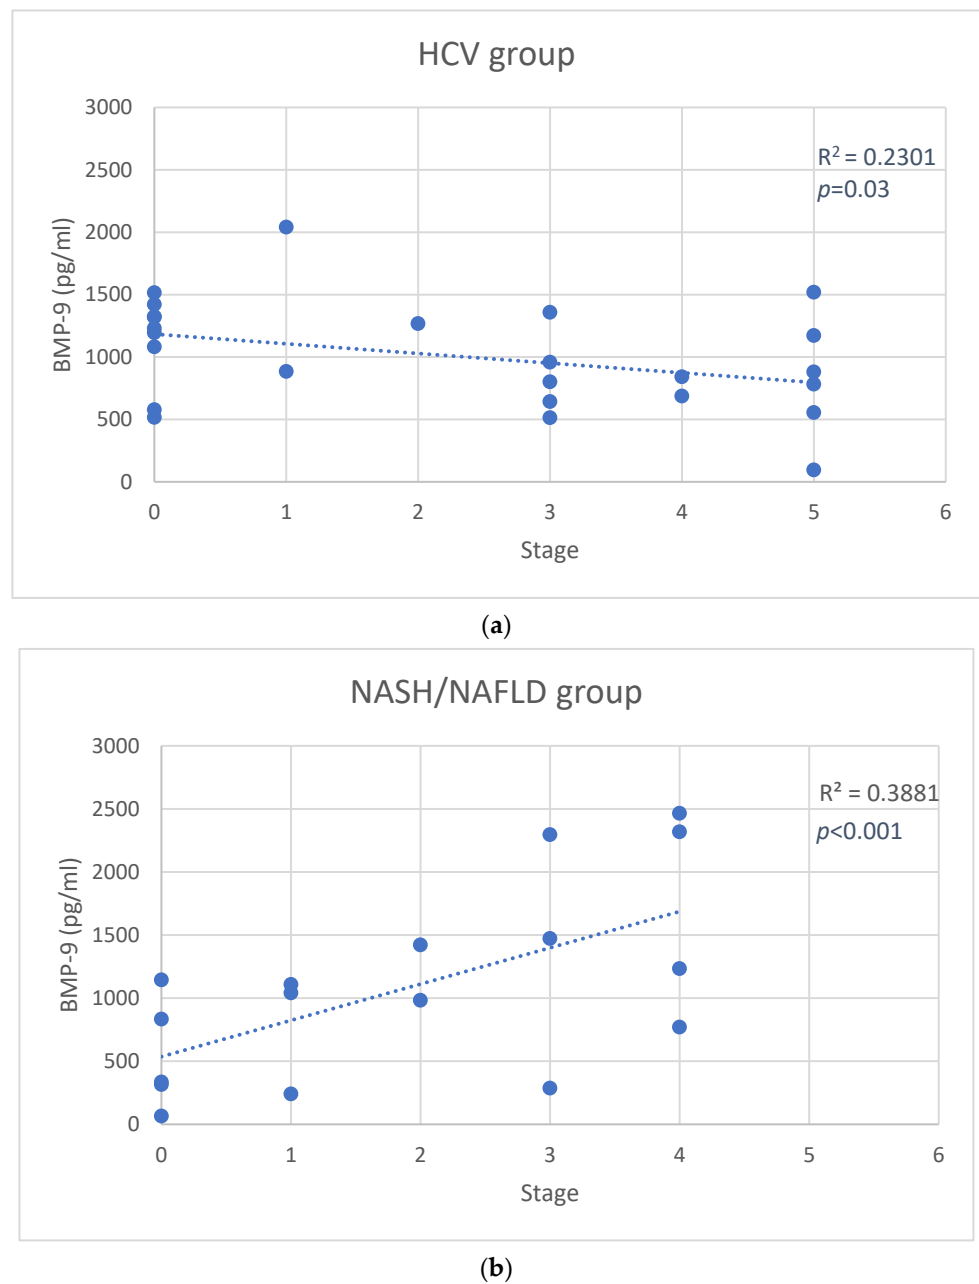 HCV group
3000
2500
2000
1500
1000
500
0
BMP-9 (pg/ml)
R² = 0.2301
p=0.03
0 1 2 3 4 5 6
Stage
(a)
NASH/NAFLD group
3000
2500
2000
1500
1000
500
0
BMP-9 (pg/ml)
R² = 0.3881
p<0.001
0 1 2 3 4 5 6
Stage
(b)